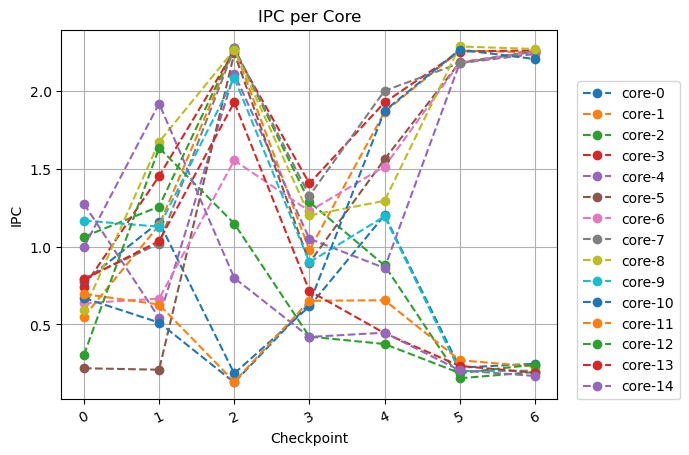 IPC per Core
IPC
2.0
1.5
1.0
0.5
0
1
2
3
4
5
6
Checkpoint
core-0
core-1
core-2
core-3
core-4
core-5
core-6
core-7
core-8
core-9
core-10
core-11
core-12
core-13
core-14